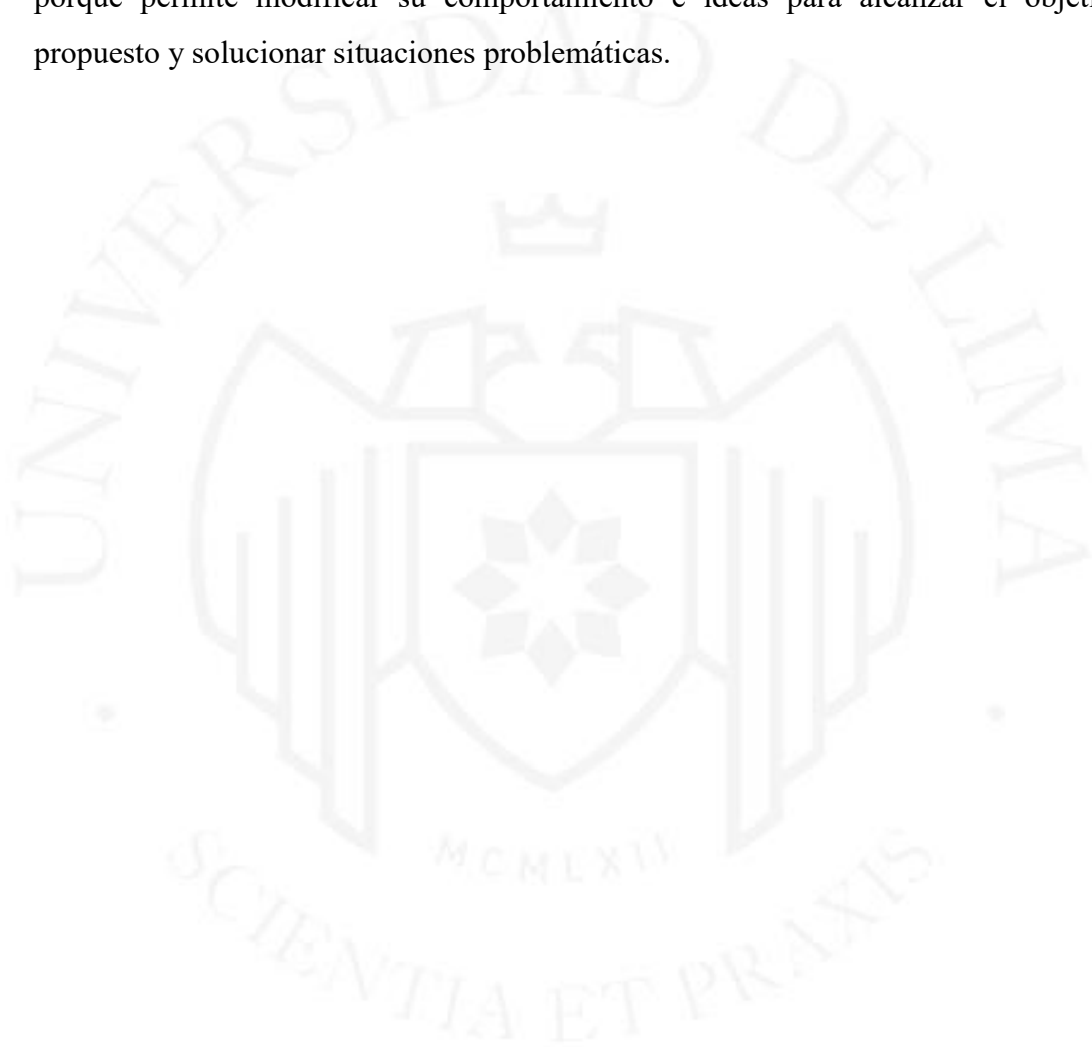 porque permite modificar su comportamiento e ideas para alcanzar el
propuesto y solucionar situaciones problemáticas.
UNIVERSIDAD DE LIMA
MCMLXII
SCIENTIA ET PRAXIS